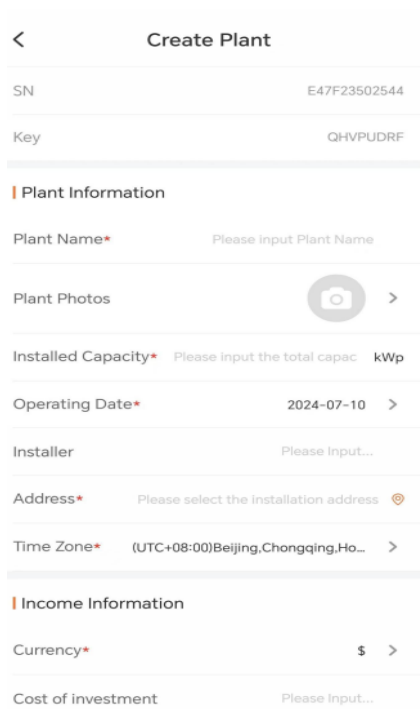 Create Plant
SN E47F23502544
Key QHVPUDRF
Plant Information
Plant Name* Please input Plant Name
Plant Photos
Installed Capacity* Please input the total capac kWp
Operating Date* 2024-07-10
Installer Please Input...
Address* Please select the installation address
Time Zone* (UTC+08:00)Beijing,Chongqing,Ho...
Income Information
Currency* $
Cost of investment Please Input...